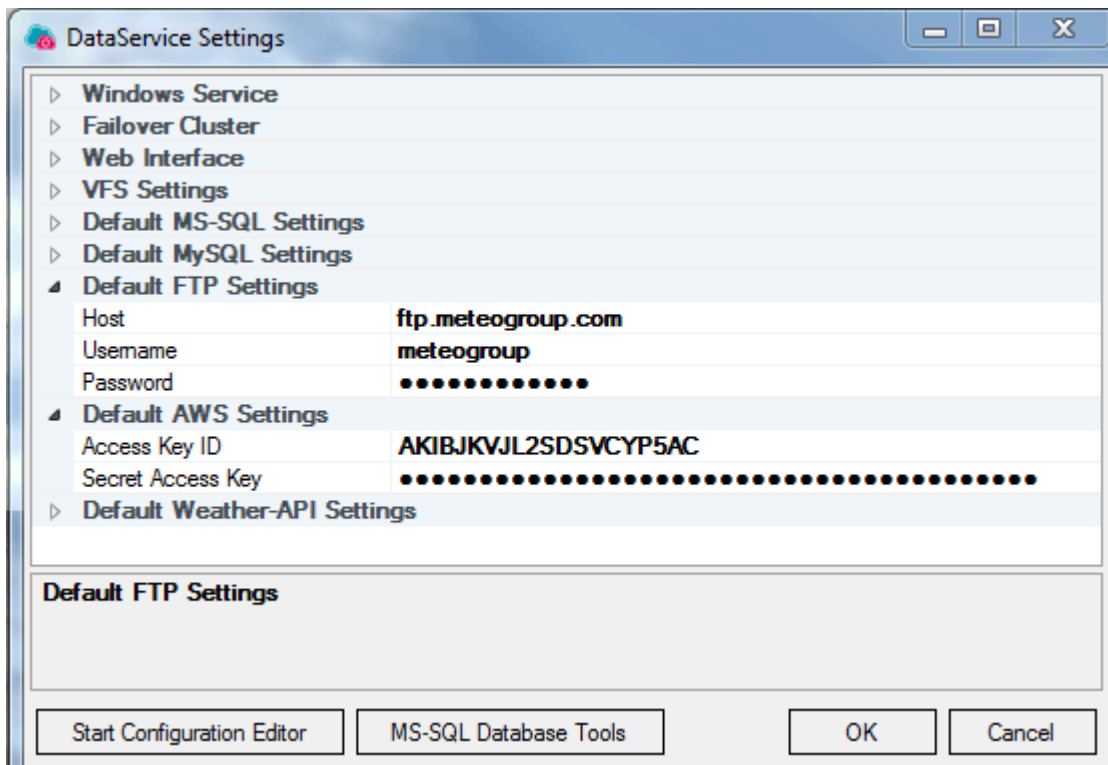 DataService Settings
Windows Service
Failover Cluster
Web Interface
VFS Settings
Default MS-SQL Settings
Default MySQL Settings
Default FTP Settings
Host ftp.meteogroup.com
Username meteogroup
Password ●●●●●●●●●●●●
Default AWS Settings
Access Key ID AKIBJKVJL2SDSVCYP5AC
Secret Access Key ●●●●●●●●●●●●●●●●●●●●●●●●●●●●●●●●●●●●●●●●
Default Weather-API Settings
Default FTP Settings
Start Configuration Editor MS-SQL Database Tools OK Cancel